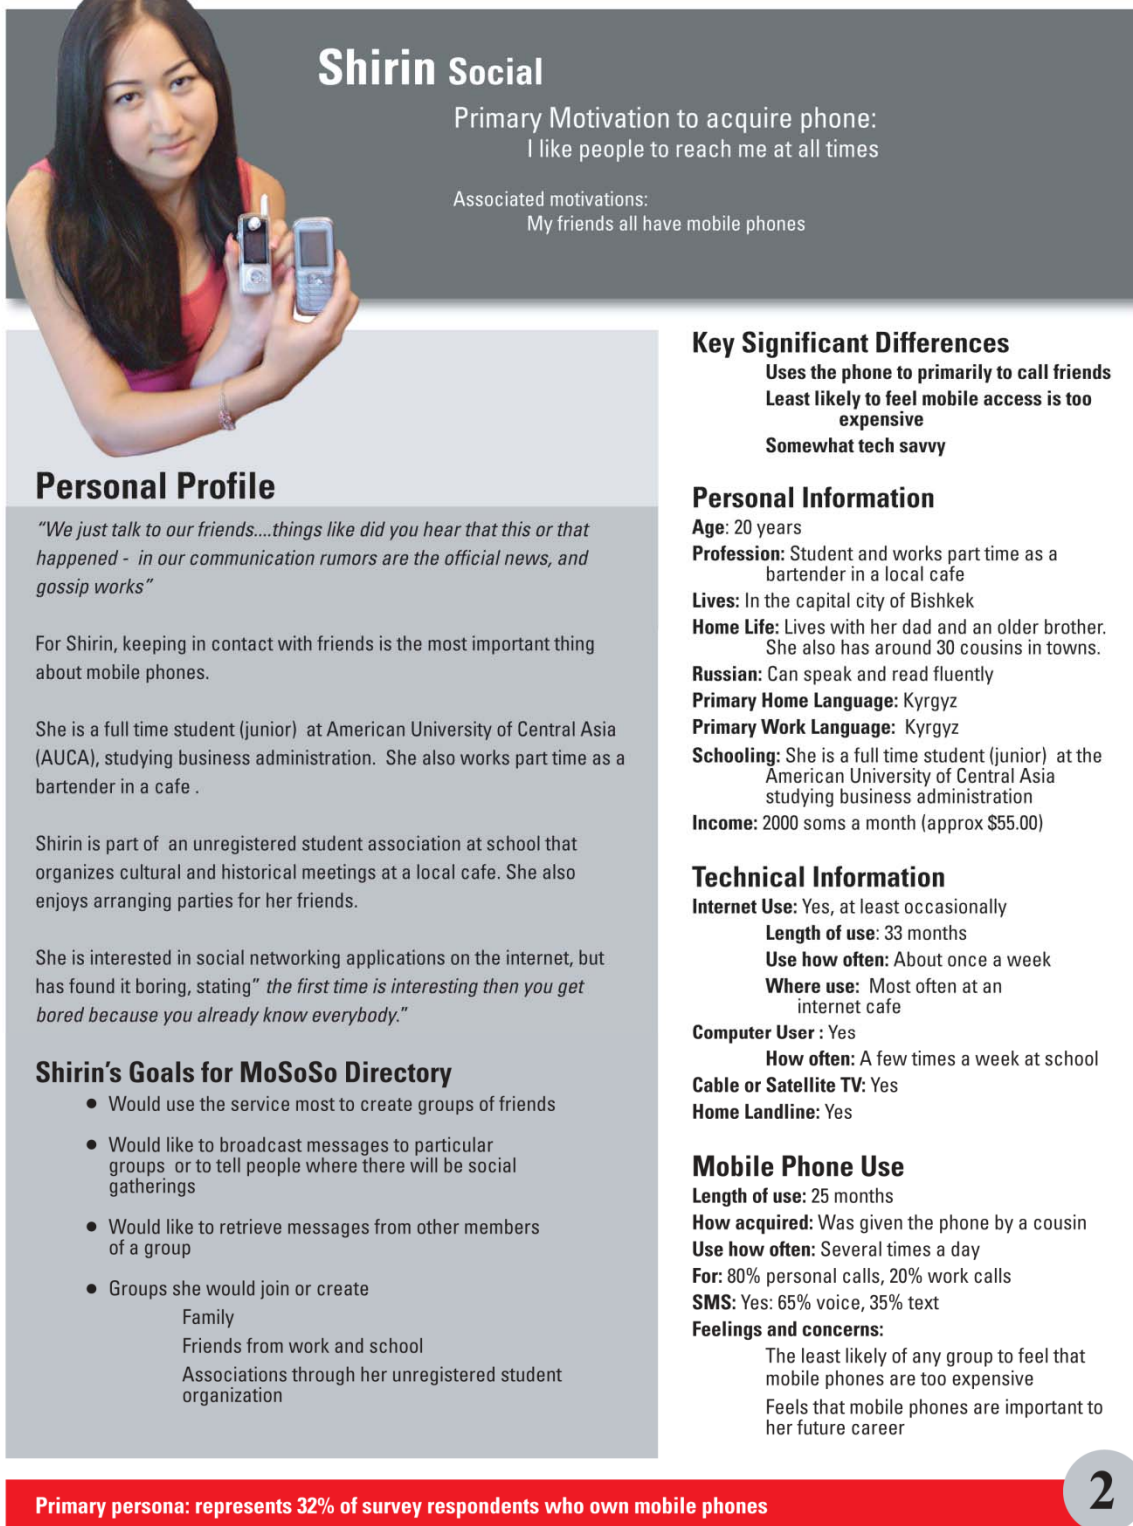 Shirin Social
Primary Motivation to acquire phone:
I like people to reach me at all times
Associated motivations:
My friends all have mobile phones
Personal Profile
“We just talk to our friends....things like did you hear that this or that
happened - in our communication rumors are the official news, and
gossip works”
For Shirin, keeping in contact with friends is the most important thing
about mobile phones.
She is a full time student (junior) at American University of Central Asia
(AUCA), studying business administration. She also works part time as a
bartender in a cafe .
Shirin is part of an unregistered student association at school that
organizes cultural and historical meetings at a local cafe. She also
enjoys arranging parties for her friends.
She is interested in social networking applications on the internet, but
has found it boring, stating” the first time is interesting then you get
bored because you already know everybody.”
Shirin’s Goals for MoSoSo Directory
● Would use the service most to create groups of friends
● Would like to broadcast messages to particular
groups or to tell people where there will be social
gatherings
● Would like to retrieve messages from other members
of a group
● Groups she would join or create
Family
Friends from work and school
Associations through her unregistered student
organization
Key Significant Differences
Uses the phone to primarily to call friends
Least likely to feel mobile access is too
expensive
Somewhat tech savvy
Personal Information
Age: 20 years
Profession: Student and works part time as a
bartender in a local cafe
Lives: In the capital city of Bishkek
Home Life: Lives with her dad and an older brother.
She also has around 30 cousins in towns.
Russian: Can speak and read fluently
Primary Home Language: Kyrgyz
Primary Work Language: Kyrgyz
Schooling: She is a full time student (junior) at the
American University of Central Asia
studying business administration
Income: 2000 soms a month (approx $55.00)
Technical Information
Internet Use: Yes, at least occasionally
Length of use: 33 months
Use how often: About once a week
Where use: Most often at an
internet cafe
Computer User : Yes
How often: A few times a week at school
Cable or Satellite TV: Yes
Home Landline: Yes
Mobile Phone Use
Length of use: 25 months
How acquired: Was given the phone by a cousin
Use how often: Several times a day
For: 80% personal calls, 20% work calls
SMS: Yes: 65% voice, 35% text
Feelings and concerns:
The least likely of any group to feel that
mobile phones are too expensive
Feels that mobile phones are important to
her future career
Primary persona: represents 32% of survey respondents who own mobile phones
2